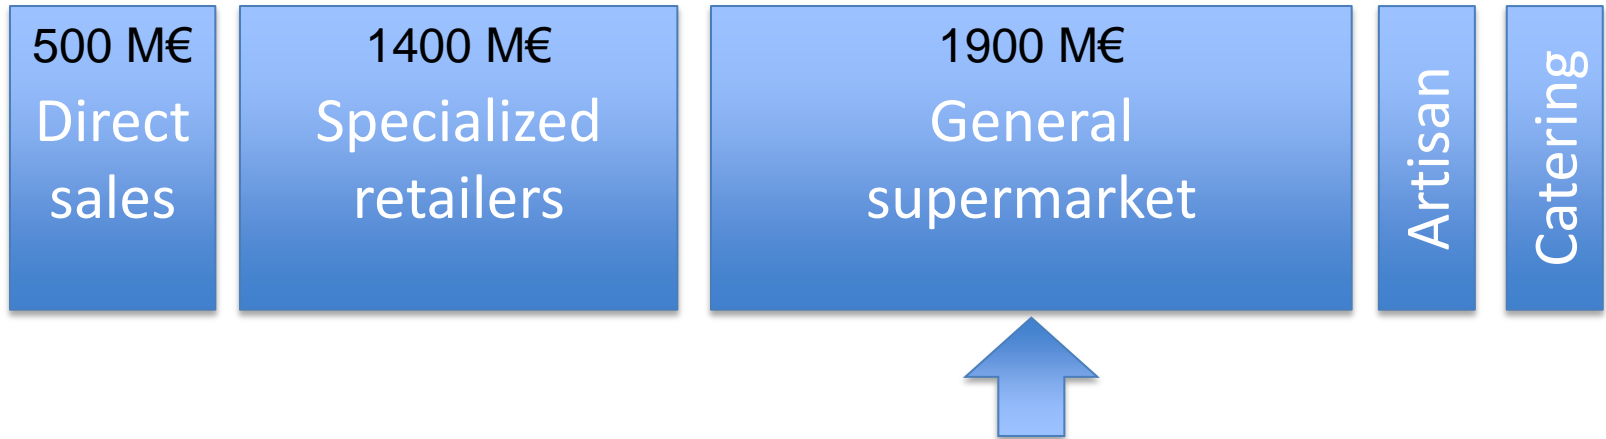 500 M€
Direct
sales
1400 M€
Specialized
retailers
1900 M€
General
supermarket
Artisan
Catering